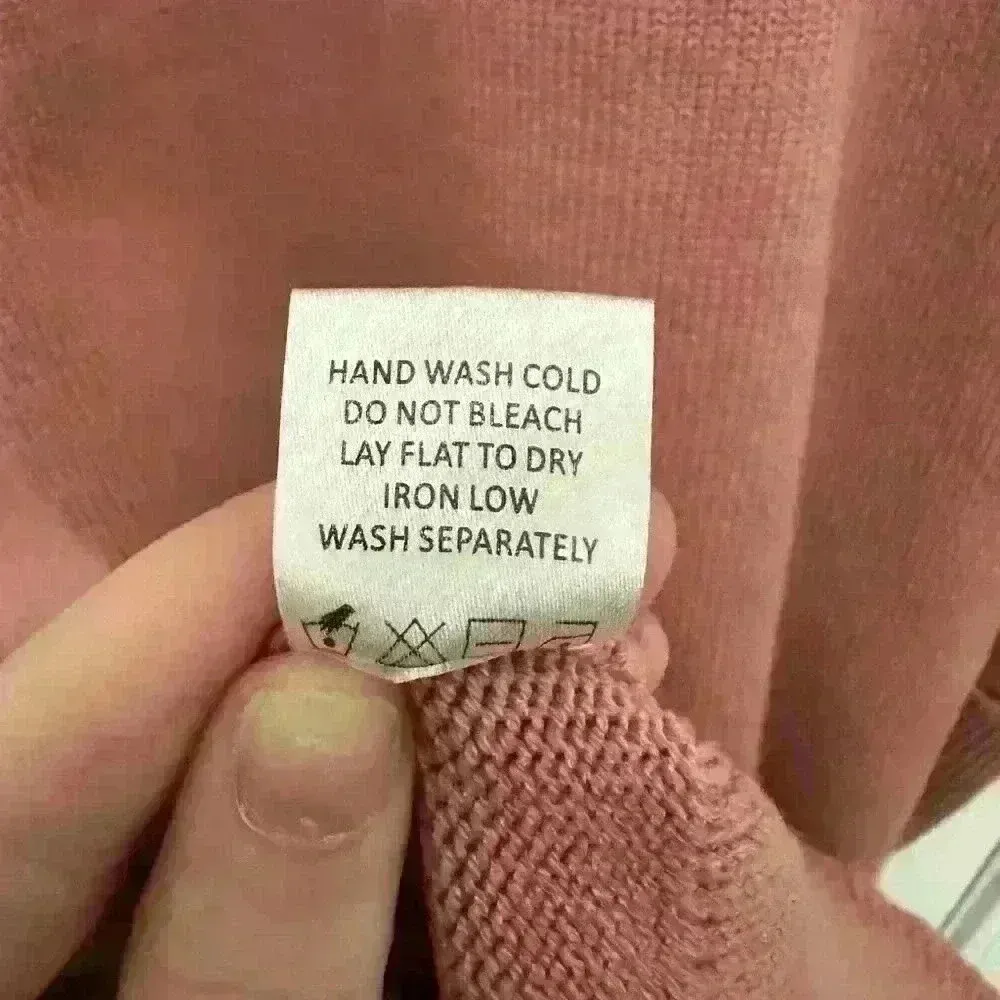 HAND WASH COLD
DO NOT BLEACH
LAY FLAT TO DRY
IRON LOW
WASH SEPARATELY